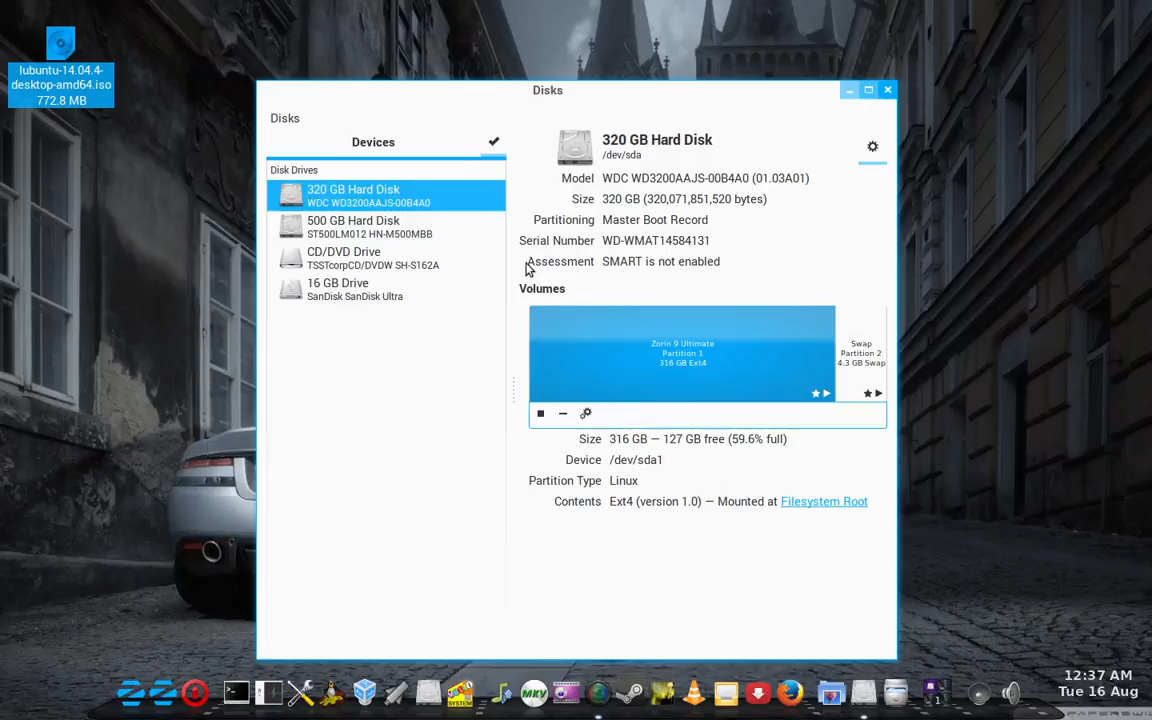 lubuntu-14.04.4-
desktop-amd64.iso
772.8 MB
Disks
Disks
Devices
Disk Drives
320 GB Hard Disk
WDC WD3200AAJS-00B4A0
500 GB Hard Disk
ST500LM012 HN-M500MBB
CD/DVD Drive
TSSTcorpCD/DVDW SH-S162A
16 GB Drive
SanDisk SanDisk Ultra
320 GB Hard Disk
/dev/sda
Model WDC WD3200AAJS-00B4A0 (01.03A01)
Size 320 GB (320,071,851,520 bytes)
Partitioning Master Boot Record
Serial Number WD-WMAT14584131
Assessment SMART is not enabled
Volumes
Zorin 9 Ultimate
Partition 1
316 GB Ext4
Swap
Partition 2
4.3 GB Swap
Size 316 GB — 127 GB free (59.6% full)
Device /dev/sda1
Partition Type Linux
Contents Ext4 (version 1.0) — Mounted at Filesystem Root
MKV
SYSTEM
1
12:37 AM
Tue 16 Aug